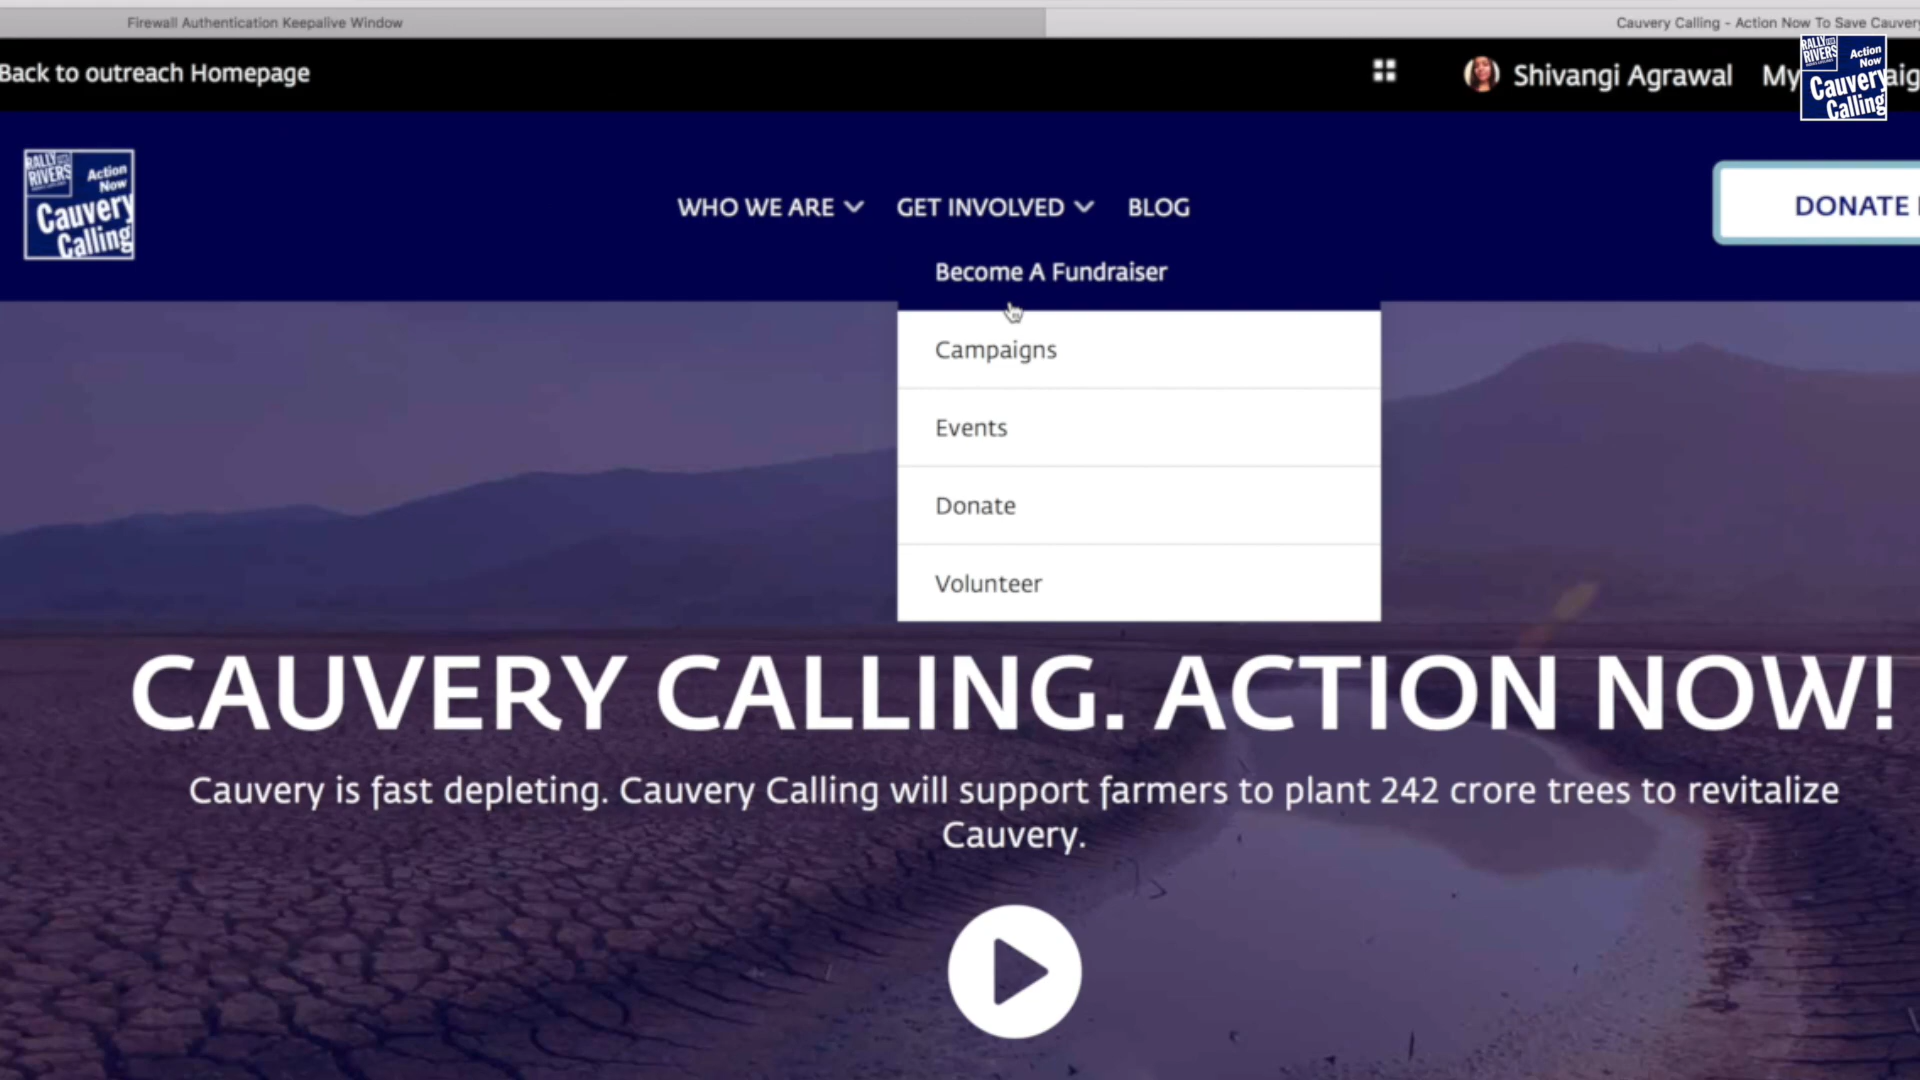 Firewall Authentication Keepalive Window
Cauvery Calling - Action Now To Save Cauvery
Back to outreach Homepage
Shivangi Agrawal
My
RALLY
RIVERS
Action
Now
Cauvery
Calling
RALLY
RIVERS
Action
Now
Cauvery
Calling
WHO WE ARE
GET INVOLVED
BLOG
DONATE
Become A Fundraiser
Campaigns
Events
Donate
Volunteer
CAUVERY CALLING. ACTION NOW!
Cauvery is fast depleting. Cauvery Calling will support farmers to plant 242 crore trees to revitalize
Cauvery.